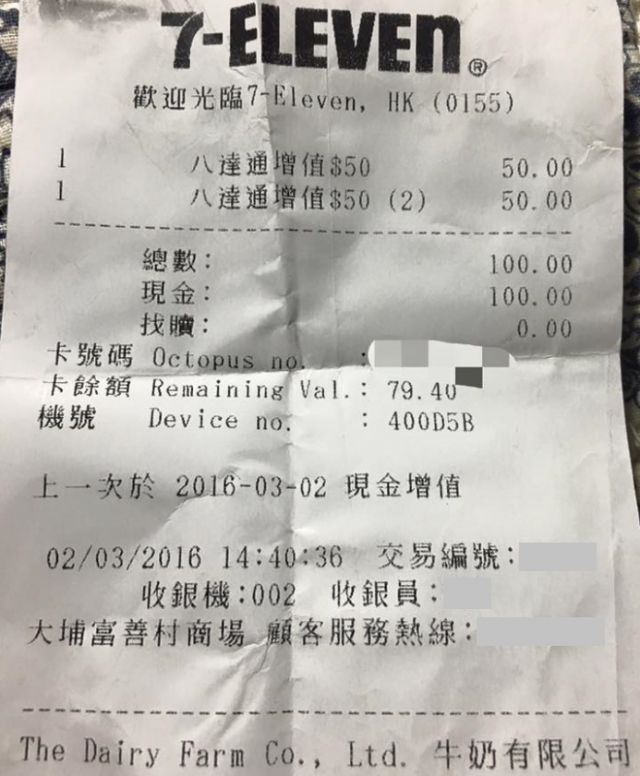 7-ELEVEn®
歡迎光臨7-Eleven, HK (0155)
1 八達通增值$50 50.00
1 八達通增值$50 (2) 50.00
總數: 100.00
現金: 100.00
找贖: 0.00
卡號碼 Octopus no. :
卡餘額 Remaining Val.: 79.40
機號 Device no. : 400D5B
上一次於 2016-03-02 現金增值
02/03/2016 14:40:36 交易編號:
收銀機:002 收銀員:
大埔富善村商場 顧客服務熱線:
The Dairy Farm Co., Ltd. 牛奶有限公司